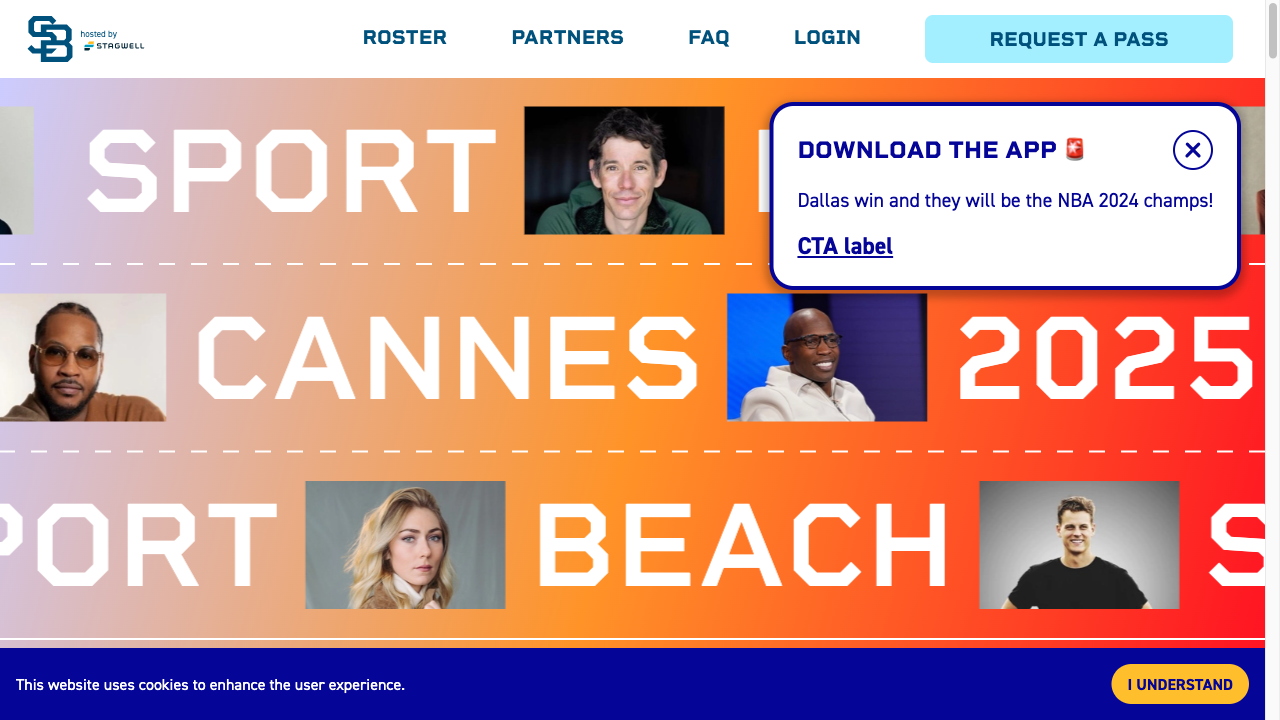 SB hosted by
STAGWELL
ROSTER PARTNERS FAQ LOGIN REQUEST A PASS
SPORT
DOWNLOAD THE APP 🚨
Dallas win and they will be the NBA 2024 champs!
CTA label
CANNES 2025
PORT BEACH S
This website uses cookies to enhance the user experience.
I UNDERSTAND